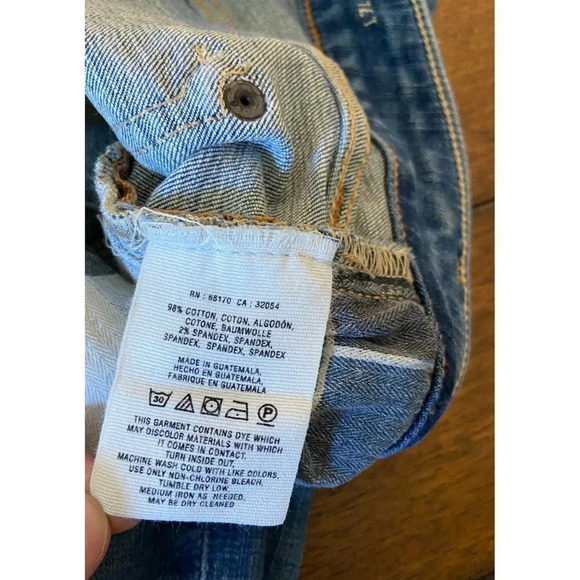 RN : 68170 CA : 32054
98% COTTON, COTON, ALGODÓN,
COTONE, BAUMWOLLE
2% SPANDEX, SPANDEX,
SPANDEX, SPANDEX, SPANDEX
MADE IN GUATEMALA,
HECHO EN GUATEMALA,
FABRIQUE EN GUATEMALA
30 P
THIS GARMENT CONTAINS DYE WHICH
MAY DISCOLOR MATERIALS WITH WHICH
IT COMES IN CONTACT.
TURN INSIDE OUT.
MACHINE WASH COLD WITH LIKE COLORS,
USE ONLY NON-CHLORINE BLEACH.
TUMBLE DRY LOW.
MEDIUM IRON AS NEEDED.
MAY BE DRY CLEANED